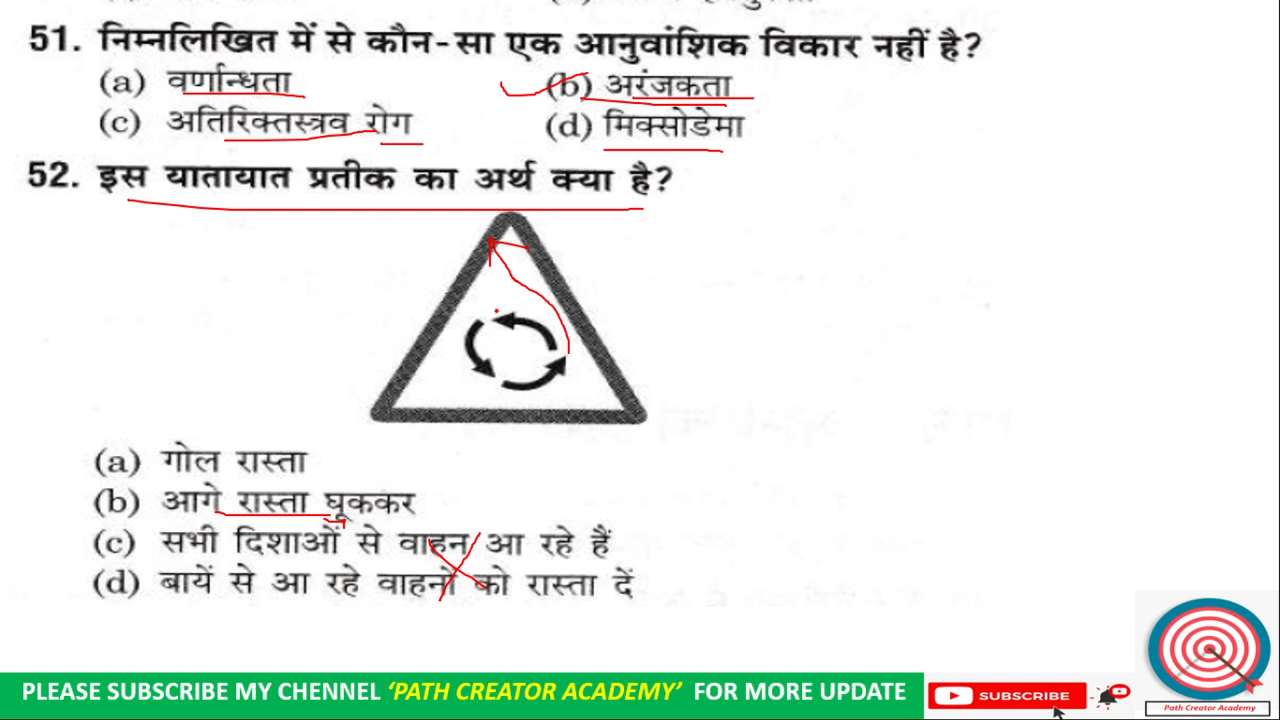 51. निम्नलिखित में से कौन-सा एक आनुवांशिक विकार नहीं है?
(a) वर्णान्धता (b) अरंजकता
(c) अतिरिक्तस्त्रव रोग (d) मिक्सोडेमा
52. इस यातायात प्रतीक का अर्थ क्या है?
(a) गोल रास्ता
(b) आगे रास्ता घूककर
(c) सभी दिशाओं से वाहन आ रहे हैं
(d) बायें से आ रहे वाहनों को रास्ता दें
PLEASE SUBSCRIBE MY CHENNEL ‘PATH CREATOR ACADEMY’ FOR MORE UPDATE
SUBSCRIBE
Path Creator Academy